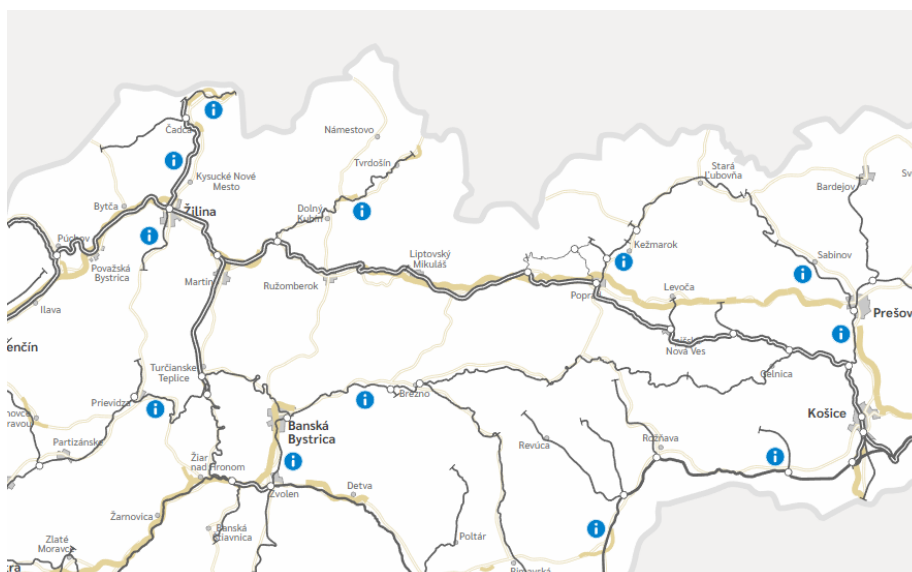 Čadca
Kysucké Nové
Mesto
Bytča
Žilina
Púchov
Považská
Bystrica
Ilava
Martin
Námestovo
Tvrdošín
Dolný
Kubín
Ružomberok
Liptovský
Mikuláš
Stará
Ľubovňa
Bardejov
Kežmarok
Sabinov
Levoča
Prešov
Nová Ves
Gelnica
Košice
Turčianske
Teplice
Prievidza
Partizánske
Banská
Bystrica
Brezno
Revúca
Rožňava
Žiar
nad Hronom
Zvolen
Detva
Žarnovica
Banská
Štiavnica
Zlaté
Moravce
Poltár